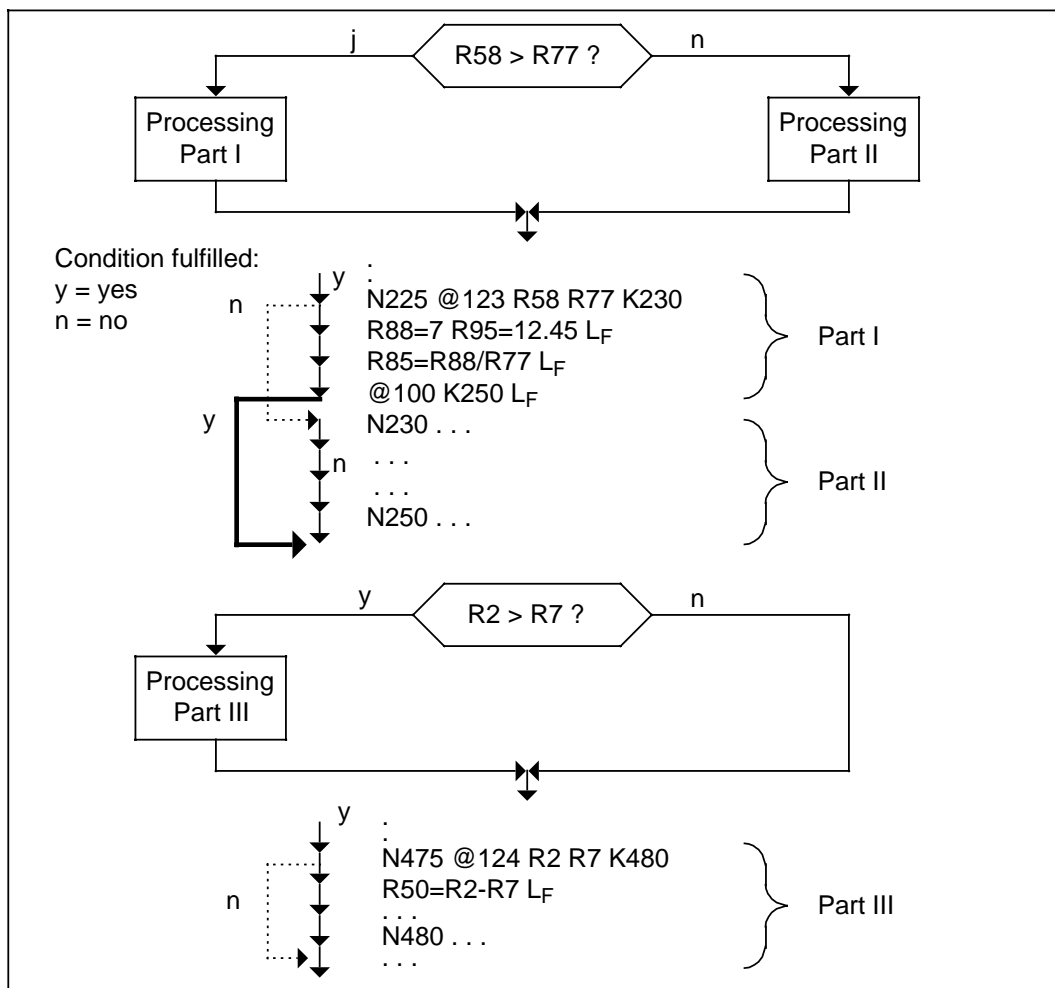 j
R58 > R77 ?
n
Processing
Part I
Processing
Part II
Condition fulfilled:
y = yes
n = no
y
.
.
n
N225 @123 R58 R77 K230
R88=7 R95=12.45 LF
R85=R88/R77 LF
@100 K250 LF
Part I
y
N230 . . .
n
. . .
. . .
N250 . . .
Part II
y
R2 > R7 ?
n
Processing
Part III
y
.
.
N475 @124 R2 R7 K480
n
R50=R2-R7 LF
. . .
N480 . . .
. . .
Part III